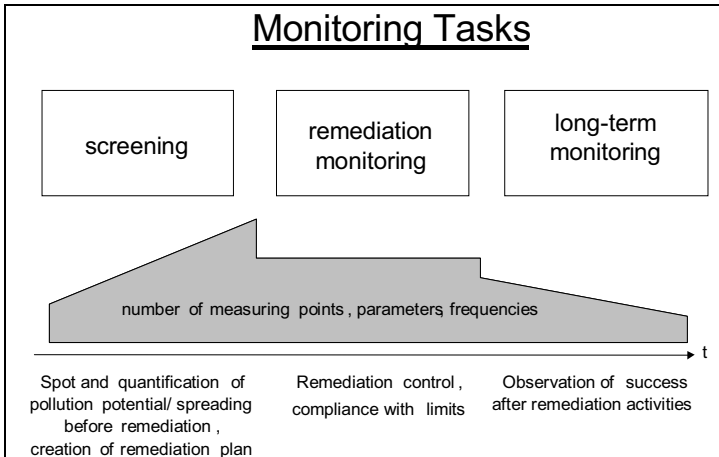 Monitoring Tasks
screening
remediation
monitoring
long-term
monitoring
number of measuring points , parameters, frequencies
t
Spot and quantification of
pollution potential/ spreading
before remediation ,
creation of remediation plan
Remediation control ,
compliance with limits
Observation of success
after remediation activities